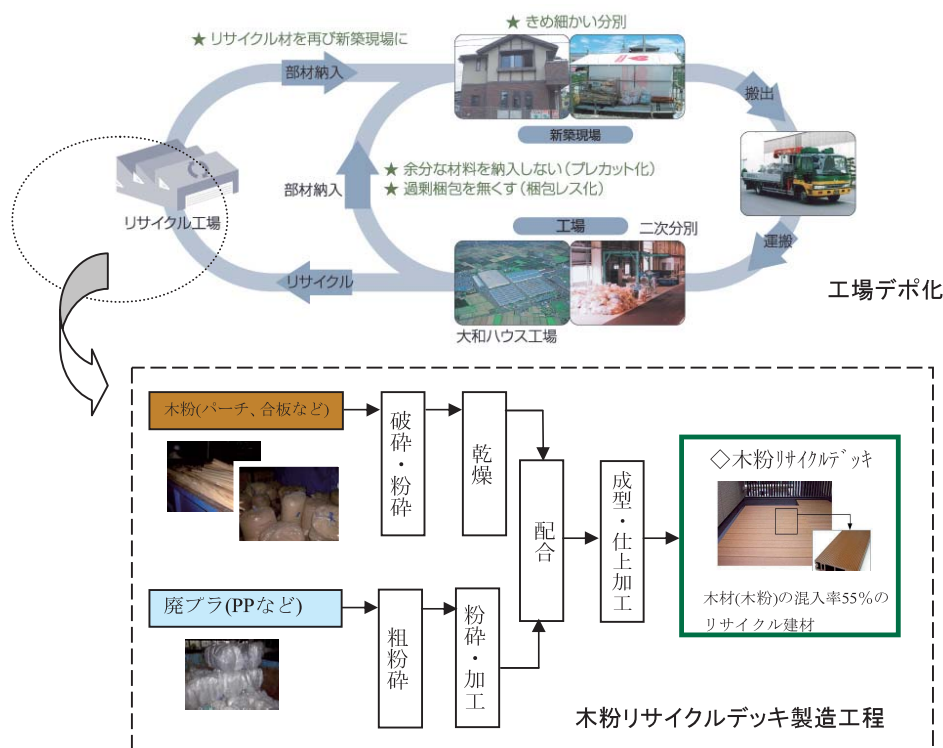 ★ きめ細かい分別
★ リサイクル材を再び新築現場に
部材納入
搬出
新築現場
★ 余分な材料を納入しない(プレカット化)
★ 過剰梱包を無くす(梱包レス化)
部材納入
リサイクル工場
工場
二次分別
運搬
リサイクル
大和ハウス工場
工場デポ化
木粉(パーチ、合板など)
破砕・粉砕
乾燥
配合
成型・仕上加工
◇木粉リサイクルデッキ
木材(木粉)の混入率55%の
リサイクル建材
廃プラ(PPなど)
粗粉砕
粉砕・加工
木粉リサイクルデッキ製造工程